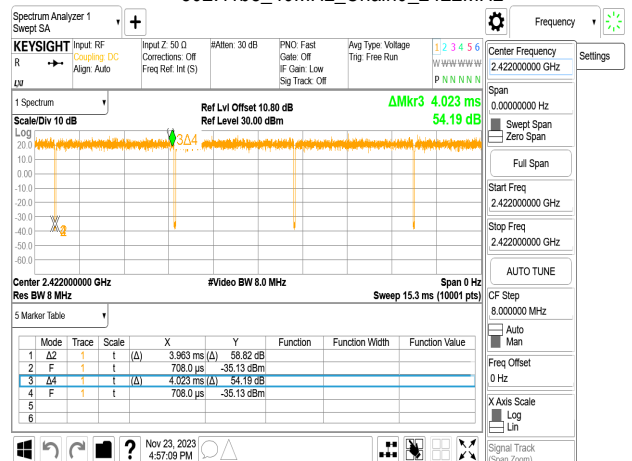 Spectrum Analyzer 1
Swept SA
Frequency
Settings
KEYSIGHT
R
LXI
Input: RF
Coupling: DC
Align: Auto
Input Z: 50 Ω
Corrections: Off
Freq Ref: Int (S)
#Atten: 30 dB
PNO: Fast
Gate: Off
IF Gain: Low
Sig Track: Off
Avg Type: Voltage
Trig: Free Run
1 2 3 4 5 6
W W W W W W
P N N N N N
1 Spectrum
Scale/Div 10 dB
Ref Lvl Offset 10.80 dB
Ref Level 30.00 dBm
ΔMkr3 4.023 ms
54.19 dB
Log
20.0
10.0
0.00
-10.0
-20.0
-30.0
-40.0
-50.0
-60.0
3Δ4
Center 2.422000000 GHz
Res BW 8 MHz
#Video BW 8.0 MHz
Span 0 Hz
Sweep 15.3 ms (10001 pts)
5 Marker Table
Mode Trace Scale X Y Function Function Width Function Value
1 Δ2 1 t (Δ) 3.963 ms (Δ) 58.82 dB
2 F 1 t 708.0 µs -35.13 dBm
3 Δ4 1 t (Δ) 4.023 ms (Δ) 54.19 dB
4 F 1 t 708.0 µs -35.13 dBm
5
6
Nov 23, 2023
4:57:09 PM
Center Frequency
2.422000000 GHz
Span
0.00000000 Hz
Swept Span
Zero Span
Full Span
Start Freq
2.422000000 GHz
Stop Freq
2.422000000 GHz
AUTO TUNE
CF Step
8.000000 MHz
Auto
Man
Freq Offset
0 Hz
X Axis Scale
Log
Lin
Signal Track
(Span Zoom)